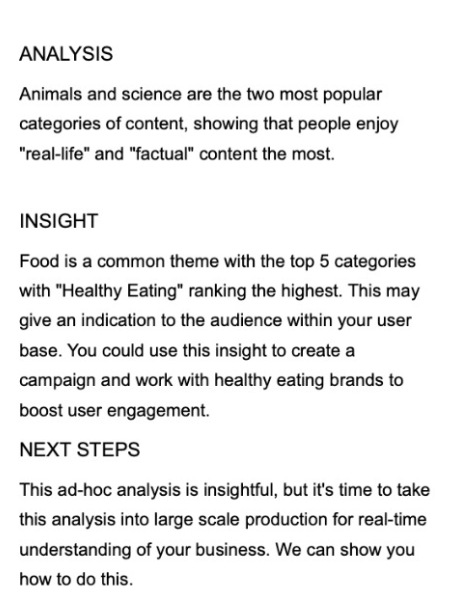 ANALYSIS
Animals and science are the two most popular
categories of content, showing that people enjoy
"real-life" and "factual" content the most.
INSIGHT
Food is a common theme with the top 5 categories
with "Healthy Eating" ranking the highest. This may
give an indication to the audience within your user
base. You could use this insight to create a
campaign and work with healthy eating brands to
boost user engagement.
NEXT STEPS
This ad-hoc analysis is insightful, but it's time to take
this analysis into large scale production for real-time
understanding of your business. We can show you
how to do this.